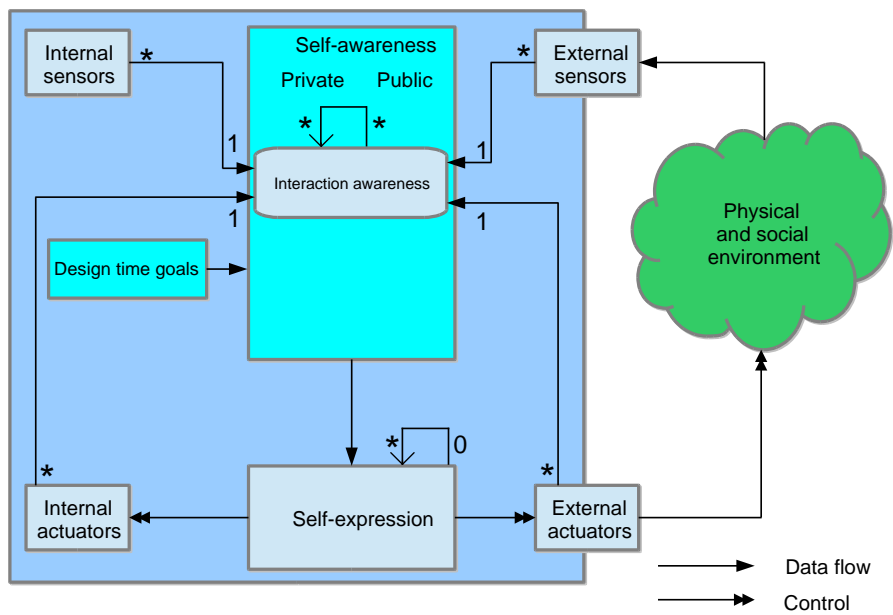 Internal
sensors
*
Self-awareness
Private Public
* *
*
External
sensors
1
1
Interaction awareness
1
1
Physical
and social
environment
Design time goals
*
0
*
*
Internal
actuators
Self-expression
External
actuators
Data flow
Control